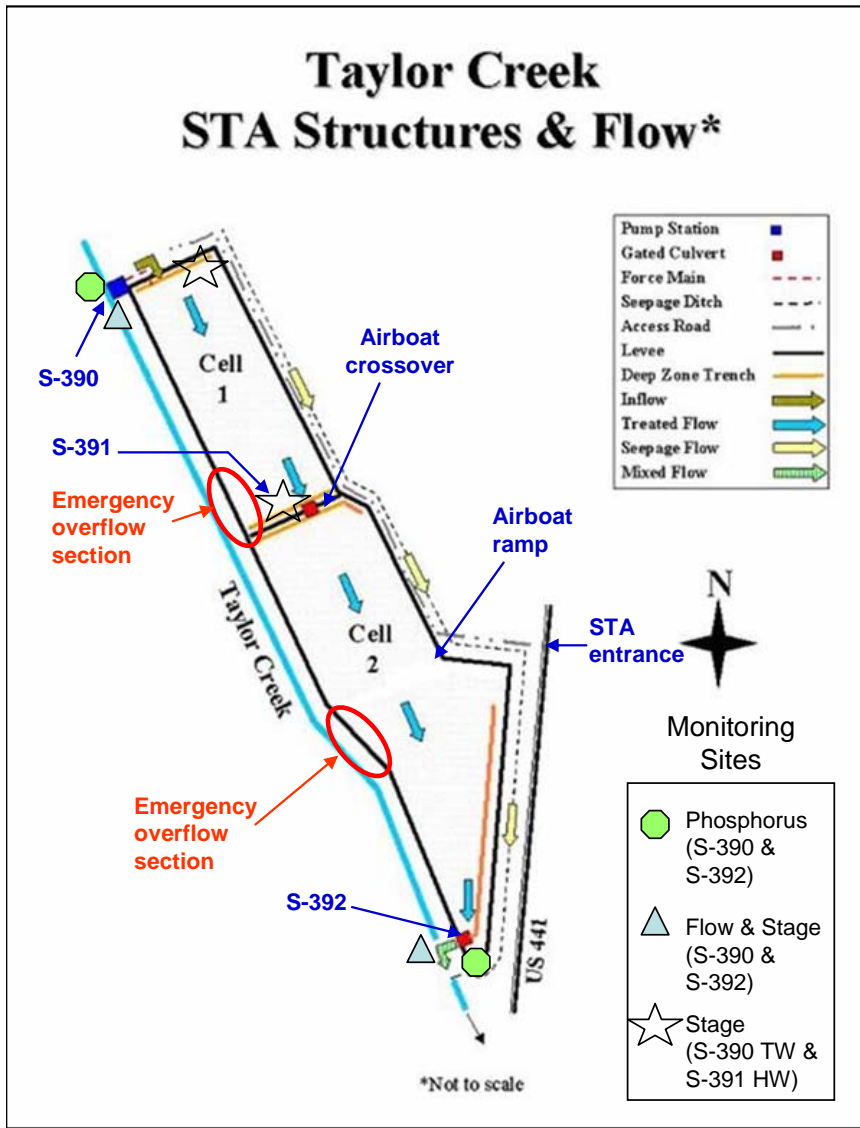 Taylor Creek
STA Structures & Flow*
Pump Station
Gated Culvert
Force Main
Seepage Ditch
Access Road
Levee
Deep Zone Trench
Inflow
Treated Flow
Seepage Flow
Mixed Flow
S-390
Cell
1
Airboat
crossover
S-391
Emergency
overflow
section
Airboat
ramp
Taylor Creek
Cell
2
N
STA
entrance
Emergency
overflow
section
S-392
US 441
*Not to scale
Monitoring
Sites
Phosphorus
(S-390 &
S-392)
Flow & Stage
(S-390 &
S-392)
Stage
(S-390 TW &
S-391 HW)